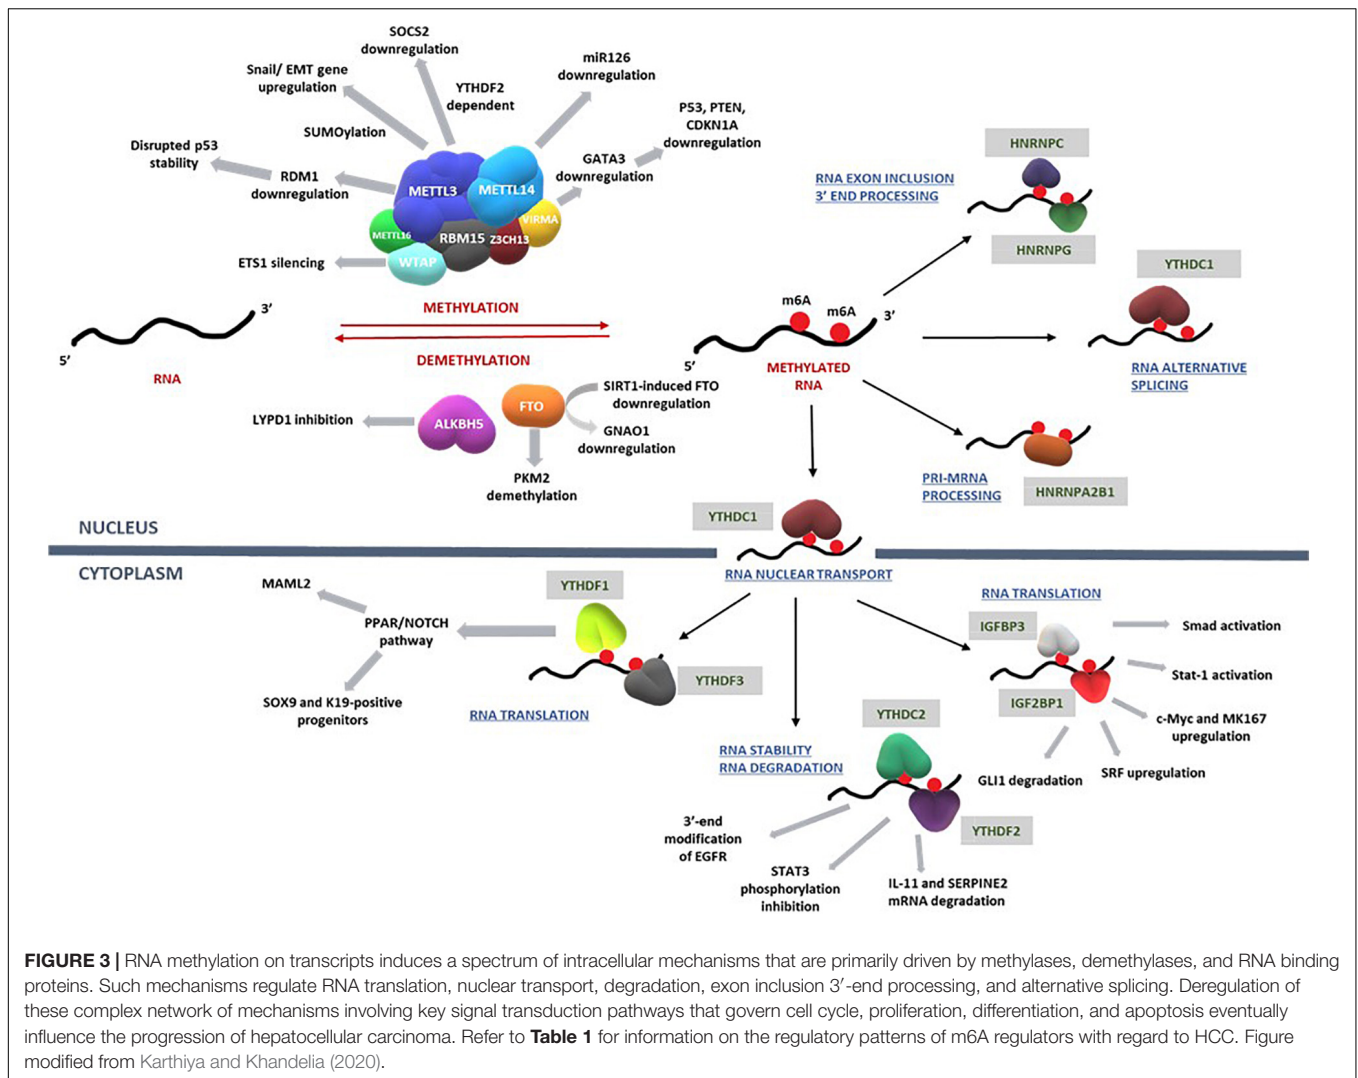 SOCS2
downregulation
Snail/ EMT gene
upregulation
YTHDF2
dependent
miR126
downregulation
SUMOylation
P53, PTEN,
CDKN1A
downregulation
Disrupted p53
stability
RDM1
downregulation
GATA3
downregulation
METTL3
METTL14
VIRMA
METTL16
RBM15
Z3CH13
WTAP
ETS1 silencing
HNRNPC
RNA EXON INCLUSION
3' END PROCESSING
HNRNPG
YTHDC1
RNA ALTERNATIVE
SPLICING
3'
5'
RNA
METHYLATION
DEMETHYLATION
m6A
m6A
3'
5'
METHYLATED
RNA
LYPD1 inhibition
ALKBH5
FTO
SIRT1-induced FTO
downregulation
GNAO1
downregulation
PKM2
demethylation
PRI-MRNA
PROCESSING
HNRNPA2B1
NUCLEUS
YTHDC1
CYTOPLASM
RNA NUCLEAR TRANSPORT
MAML2
PPAR/NOTCH
pathway
SOX9 and K19-positive
progenitors
YTHDF1
YTHDF3
RNA TRANSLATION
RNA TRANSLATION
IGFBP3
IGF2BP1
Smad activation
Stat-1 activation
c-Myc and MK167
upregulation
SRF upregulation
GLI1 degradation
YTHDC2
RNA STABILITY
RNA DEGRADATION
YTHDF2
3'-end
modification
of EGFR
STAT3
phosphorylation
inhibition
IL-11 and SERPINE2
mRNA degradation
FIGURE 3 | RNA methylation on transcripts induces a spectrum of intracellular mechanisms that are primarily driven by methylases, demethylases, and RNA binding
proteins. Such mechanisms regulate RNA translation, nuclear transport, degradation, exon inclusion 3′-end processing, and alternative splicing. Deregulation of
these complex network of mechanisms involving key signal transduction pathways that govern cell cycle, proliferation, differentiation, and apoptosis eventually
influence the progression of hepatocellular carcinoma. Refer to Table 1 for information on the regulatory patterns of m6A regulators with regard to HCC. Figure
modified from Karthiya and Khandelia (2020).